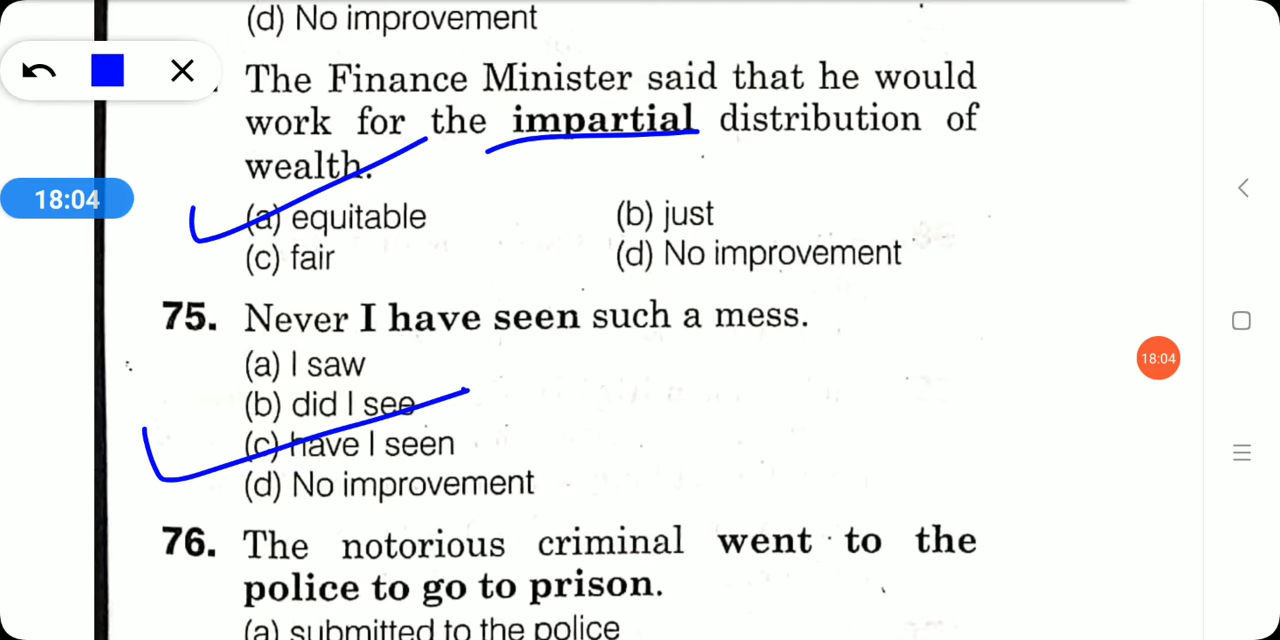 (d) No improvement
The Finance Minister said that he would
work for the impartial distribution of
wealth.
(a) equitable (b) just
(c) fair (d) No improvement
18:04
75. Never I have seen such a mess.
(a) I saw
(b) did I see
(c) have I seen
(d) No improvement
18:04
76. The notorious criminal went to the
police to go to prison.
(a) submitted to the police